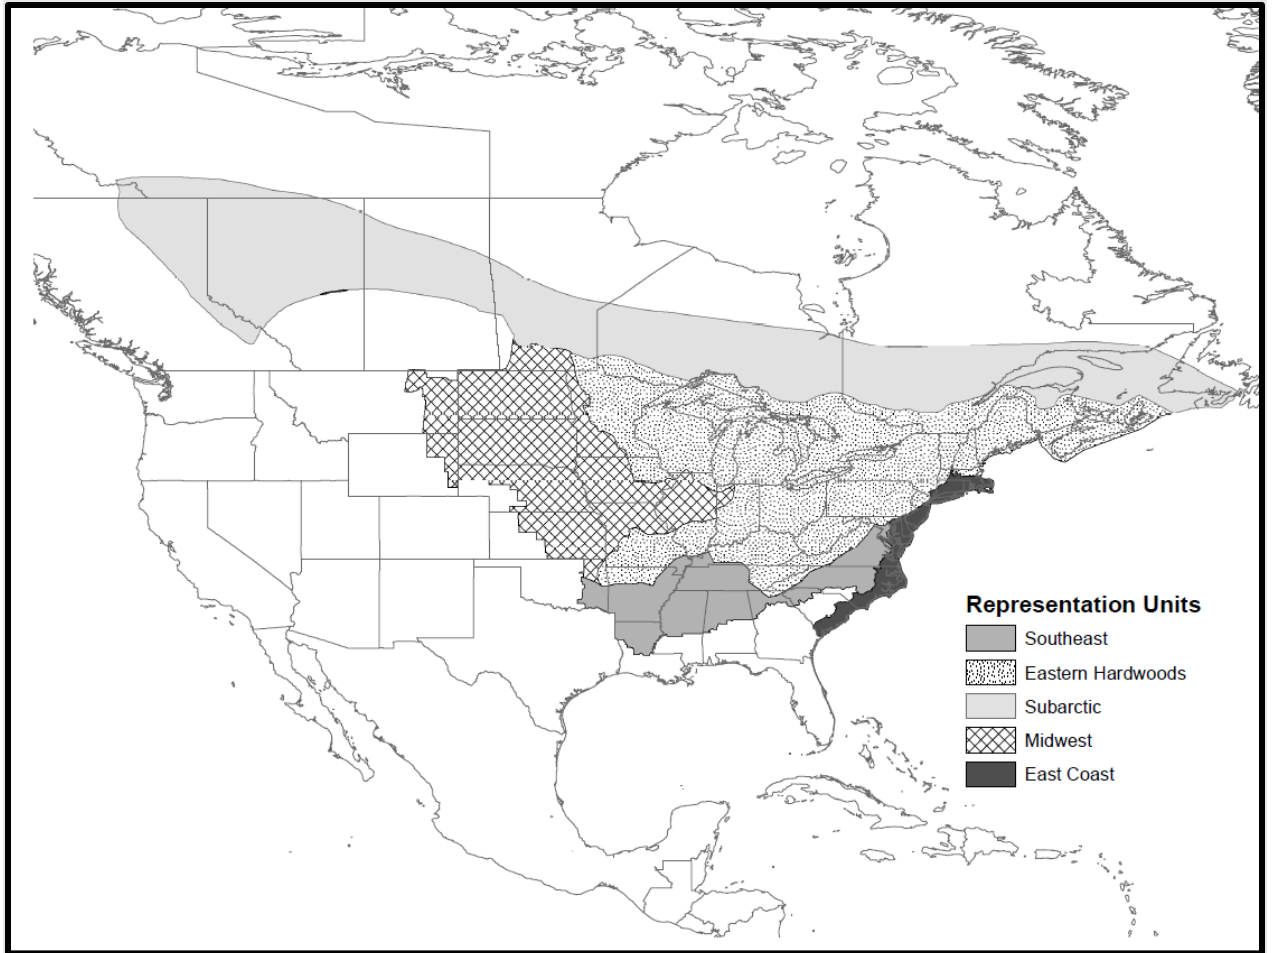 Representation Units
Southeast
Eastern Hardwoods
Subarctic
Midwest
East Coast